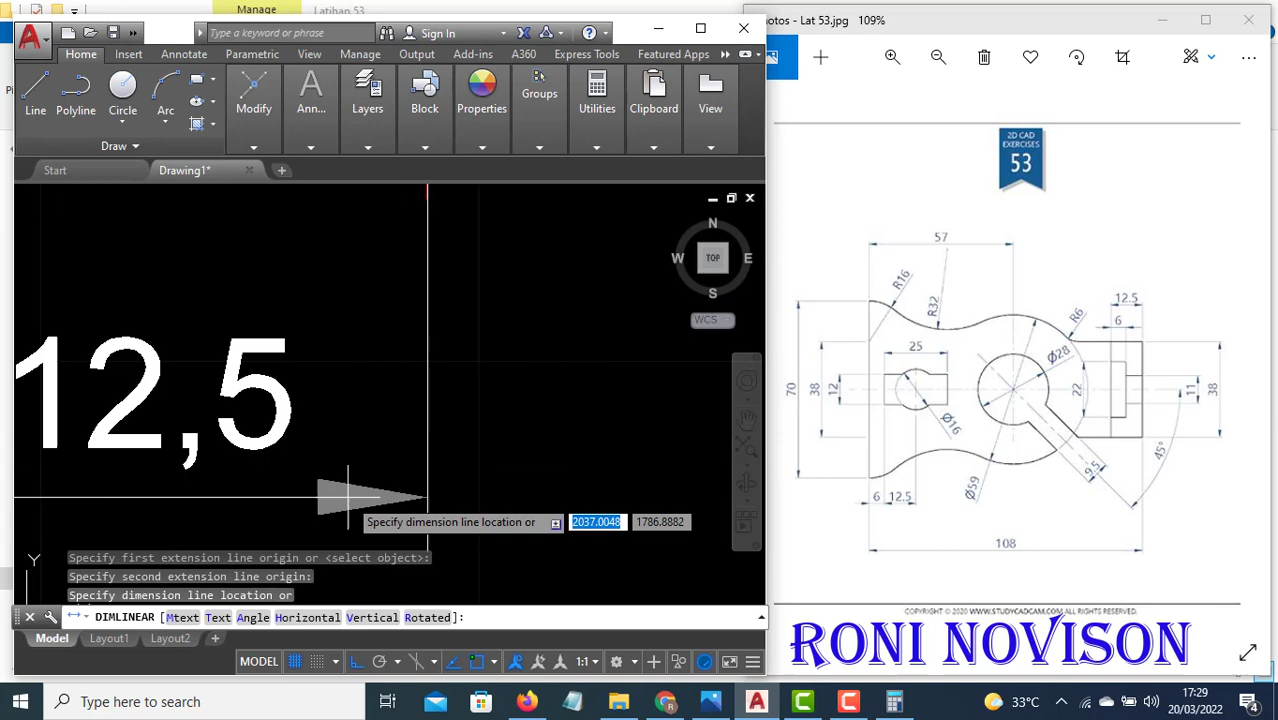 Manage
Latihan 53
Photos - Lat 53.jpg 109%
Type a keyword or phrase
Sign In
Home Insert Annotate Parametric View Manage Output Add-ins A360 Express Tools Featured Apps
Line Polyline Circle Arc Modify Ann... Layers Block Properties Groups Utilities Clipboard View
Draw
Start Drawing1*
2D CAD
EXERCISES
53
N
W TOP E
S
WCS
12,5
57
R16
R32
R6
12.5
6
25
Ø28
70
38
12
22
11
38
Ø16
45°
9.5
Ø59
6 12.5
108
Specify dimension line location or 2037.0048 1786.8882
Y
Specify first extension line origin or <select object>:
Specify second extension line origin:
Specify dimension line location or
DIMLINEAR [Mtext Text Angle Horizontal Vertical Rotated]:
COPYRIGHT © 2020 WWW.STUDYCADCAM.COM ALL RIGHTS RESERVED.
RONI NOVISON
Model Layout1 Layout2
MODEL 1:1
Type here to search
33°C
17:29
20/03/2022
4